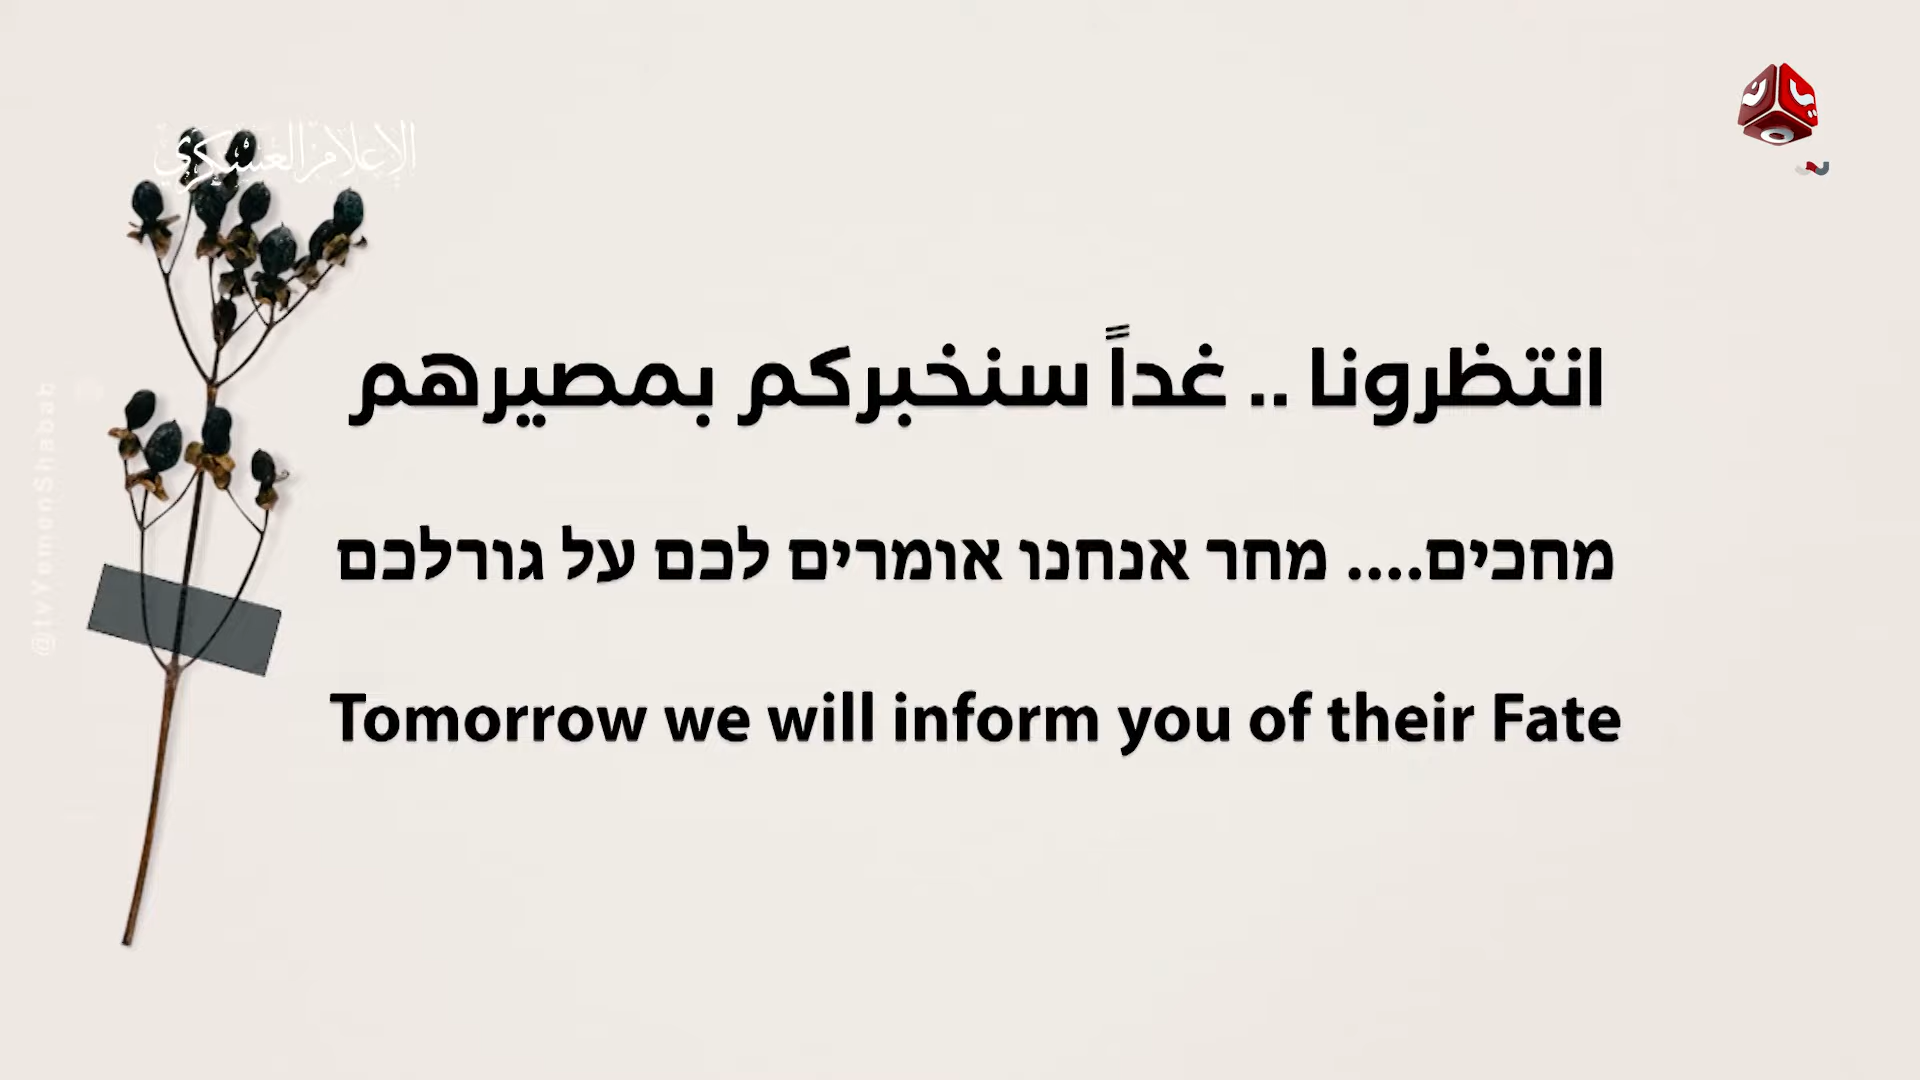 الإعلام العسكري
انتظرونا .. غداً سنخبركم بمصيرهم
מחכים.... מחר אנחנו אומרים לכם על גורלכם
Tomorrow we will inform you of their Fate
@tvYemenShabab